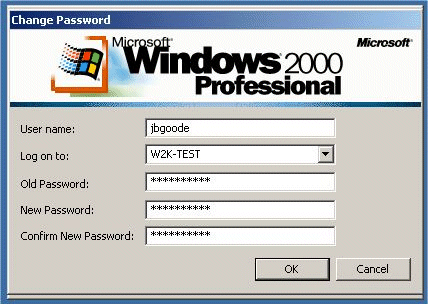 Change Password
Microsoft
Windows 2000
Professional
Microsoft
User name: jbgoode
Log on to: W2K-TEST
Old Password: **********
New Password: **********
Confirm New Password: **********
OK Cancel